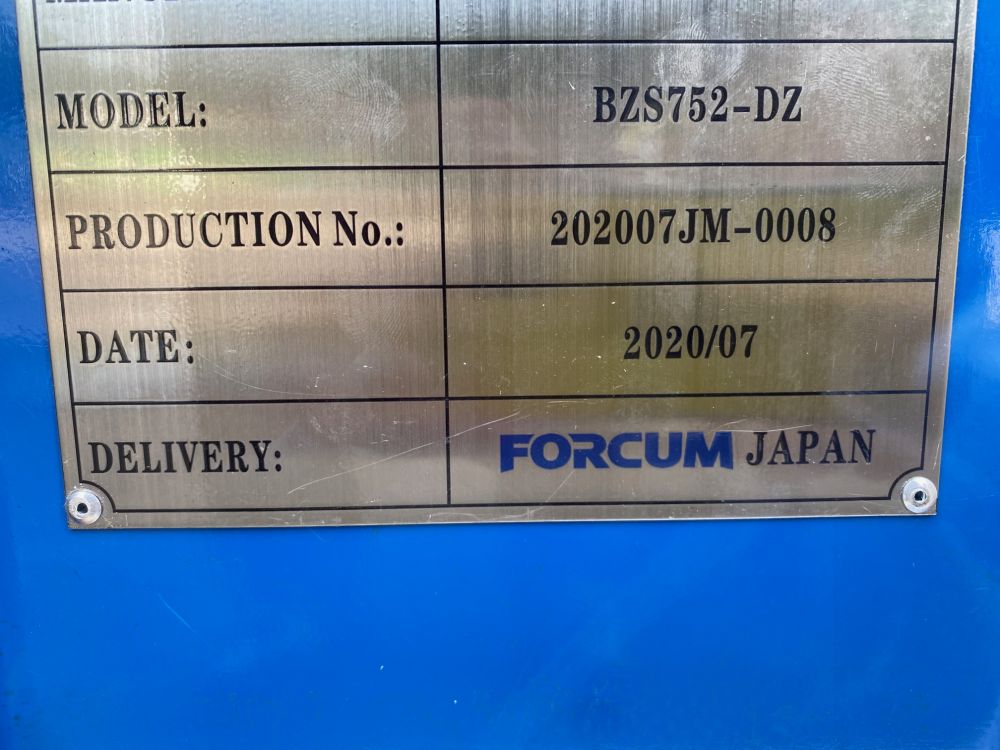 MODEL: BZS752-DZ
PRODUCTION No.: 202007JM-0008
DATE: 2020/07
DELIVERY: FORCUM JAPAN